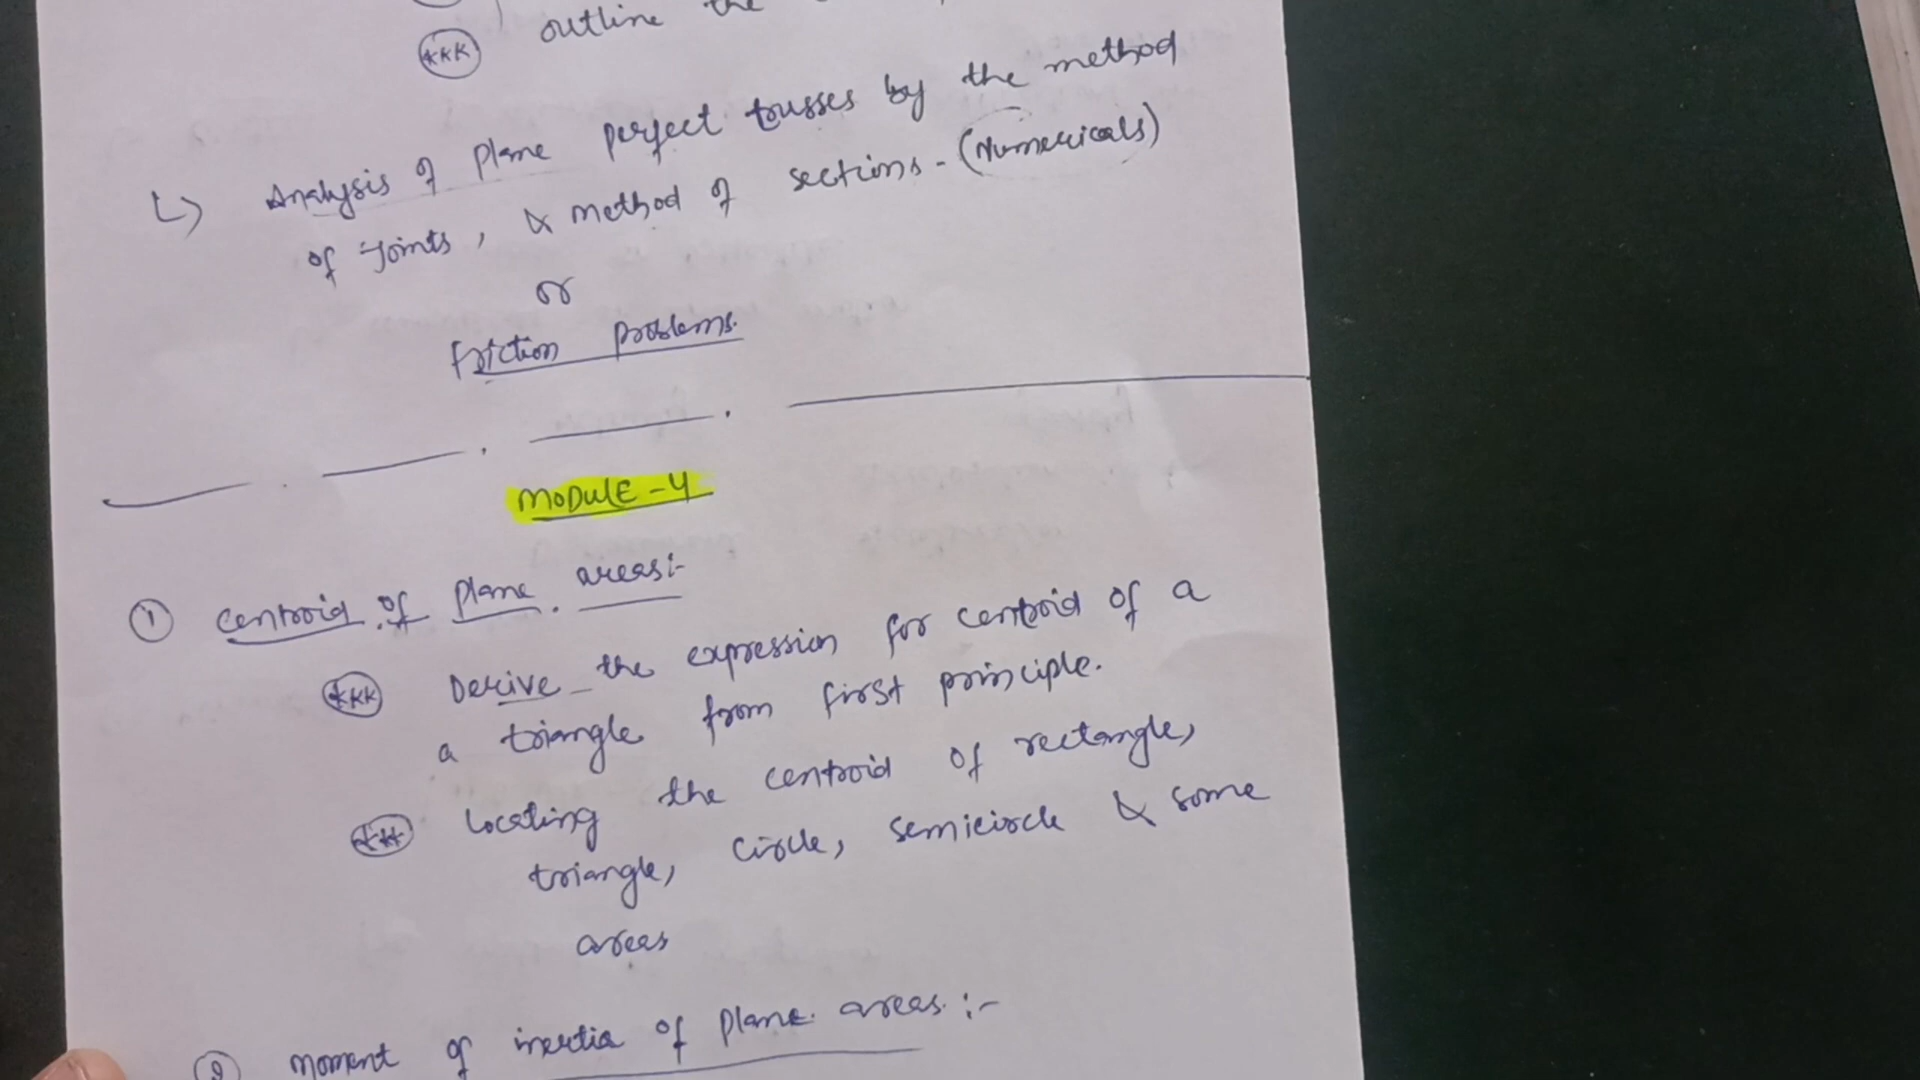 *** outline the
↳ Analysis of plane perfect trusses by the method
of joints, & method of sections - (Numericals)
or
friction problems.
MODULE - 4
① centroid of plane areas:-
*** Derive the expression for centroid of a
a triangle from first principle.
*** Locating the centroid of rectangle,
triangle, circle, semicircle & some
areas
② moment of inertia of plane areas :-